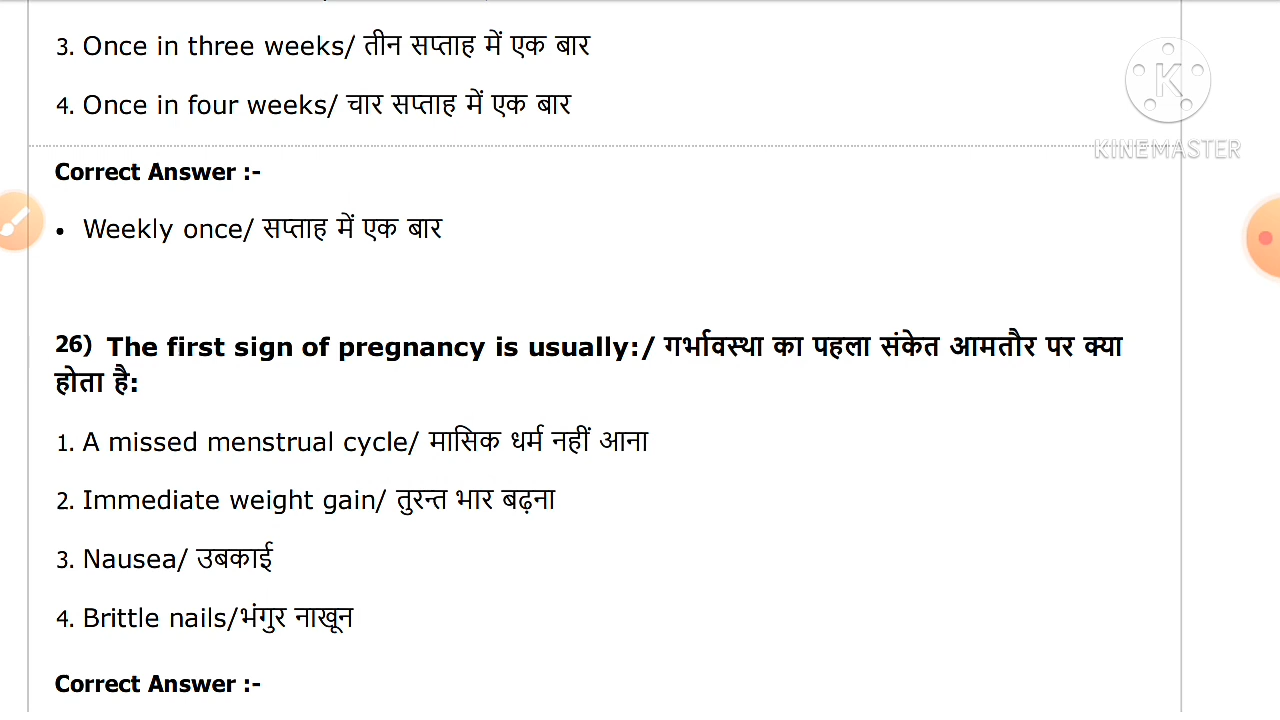 3. Once in three weeks/ तीन सप्ताह में एक बार
4. Once in four weeks/ चार सप्ताह में एक बार
KINEMASTER
Correct Answer :-
• Weekly once/ सप्ताह में एक बार
26) The first sign of pregnancy is usually:/ गर्भावस्था का पहला संकेत आमतौर पर क्या
होता है:
1. A missed menstrual cycle/ मासिक धर्म नहीं आना
2. Immediate weight gain/ तुरन्त भार बढ़ना
3. Nausea/ उबकाई
4. Brittle nails/भंगुर नाखून
Correct Answer :-